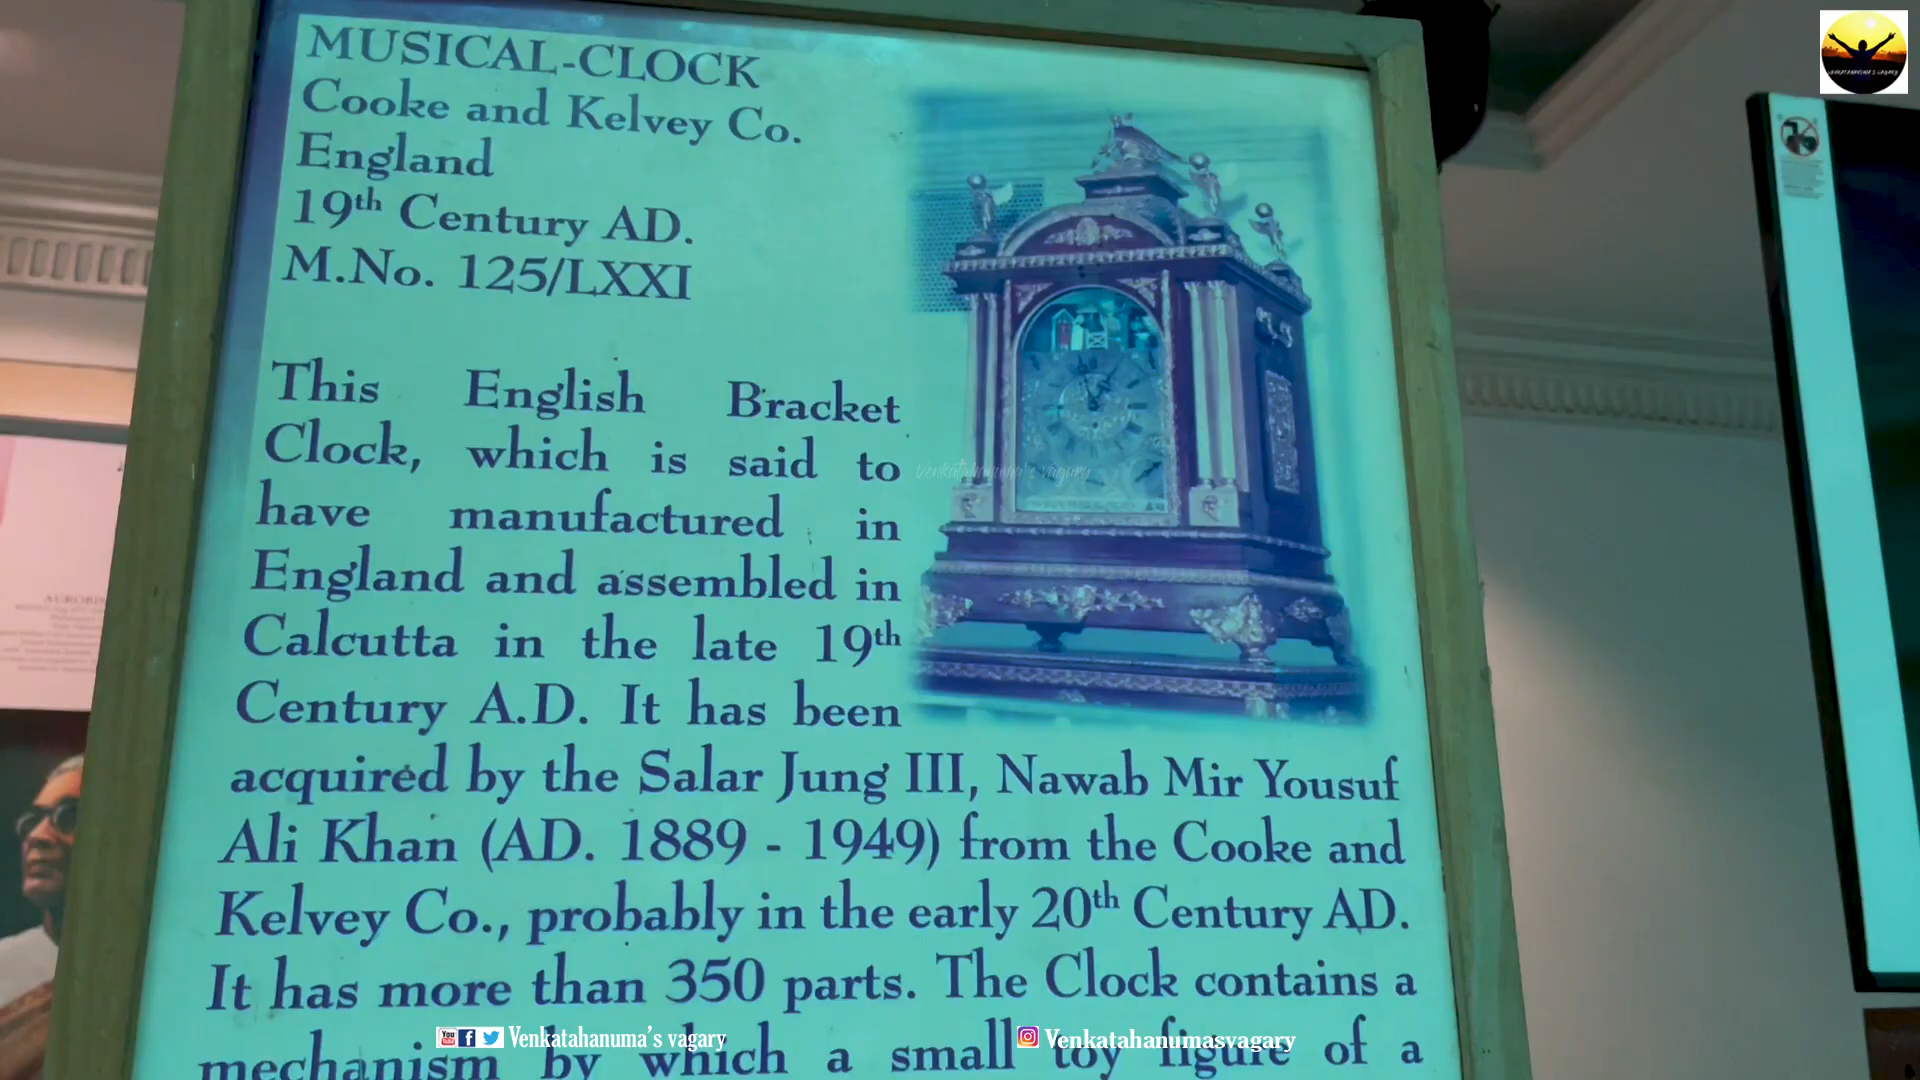 MUSICAL-CLOCK
Cooke and Kelvey Co.
England
19th Century AD.
M.No. 125/LXXI
This English Bracket
Clock, which is said to
have manufactured in
England and assembled in
Calcutta in the late 19th
Century A.D. It has been
acquired by the Salar Jung III, Nawab Mir Yousuf
Ali Khan (AD. 1889 - 1949) from the Cooke and
Kelvey Co., probably in the early 20th Century AD.
It has more than 350 parts. The Clock contains a
mechanism by which a small toy figure of a
Venkatahanuma's vagary
You
Venkatahanuma's vagary
Venkatahanumasvagary